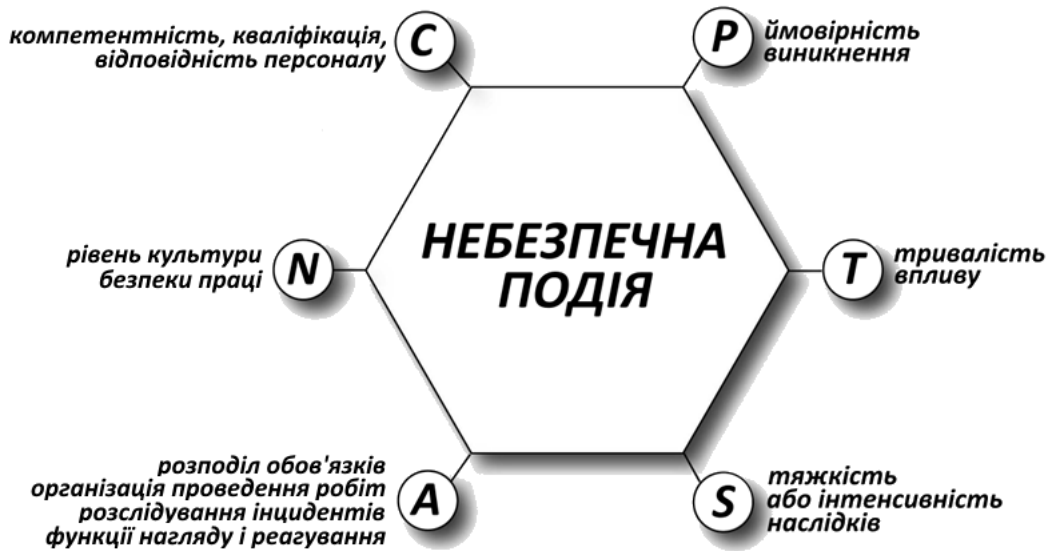 компетентність, кваліфікація,
відповідність персоналу
C
P
ймовірність
виникнення
рівень культури
безпеки праці
N
НЕБЕЗПЕЧНА
ПОДІЯ
T
тривалість
впливу
розподіл обов'язків
організація проведення робіт
розслідування інцидентів
функції нагляду і реагування
A
S
тяжкість
або інтенсивність
наслідків